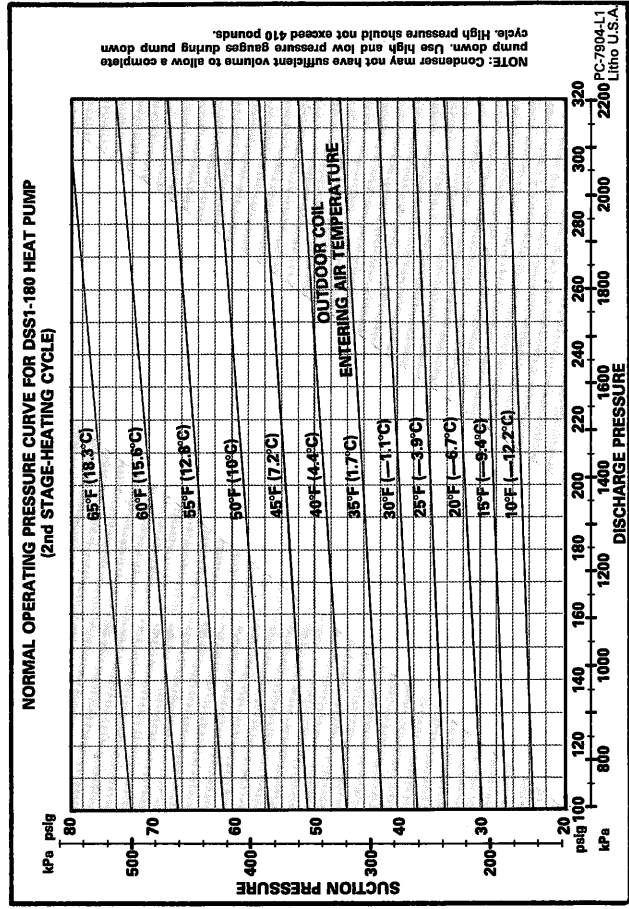 NORMAL OPERATING PRESSURE CURVE FOR DSS1-180 HEAT PUMP
(2nd STAGE-HEATING CYCLE)
kPa psig
80
70
60
50
40
30
20
500
400
300
200
SUCTION PRESSURE
65°F (18.3°C)
60°F (15.6°C)
55°F (12.8°C)
50°F (10°C)
45°F (7.2°C)
40°F (4.4°C)
35°F (1.7°C)
30°F (—1.1°C)
25°F (—3.9°C)
20°F (—6.7°C)
15°F (—9.4°C)
10°F (—12.2°C)
OUTDOOR COIL
ENTERING AIR TEMPERATURE
psig 100 120 140 160 180 200 220 240 260 280 300 320
kPa 800 1000 1200 1400 1600 1800 2000 2200
DISCHARGE PRESSURE
NOTE: Condenser may not have sufficient volume to allow a complete
pump down. Use high and low pressure gauges during pump down
cycle. High pressure should not exceed 410 pounds.
PC-7904-L1
Litho U.S.A.